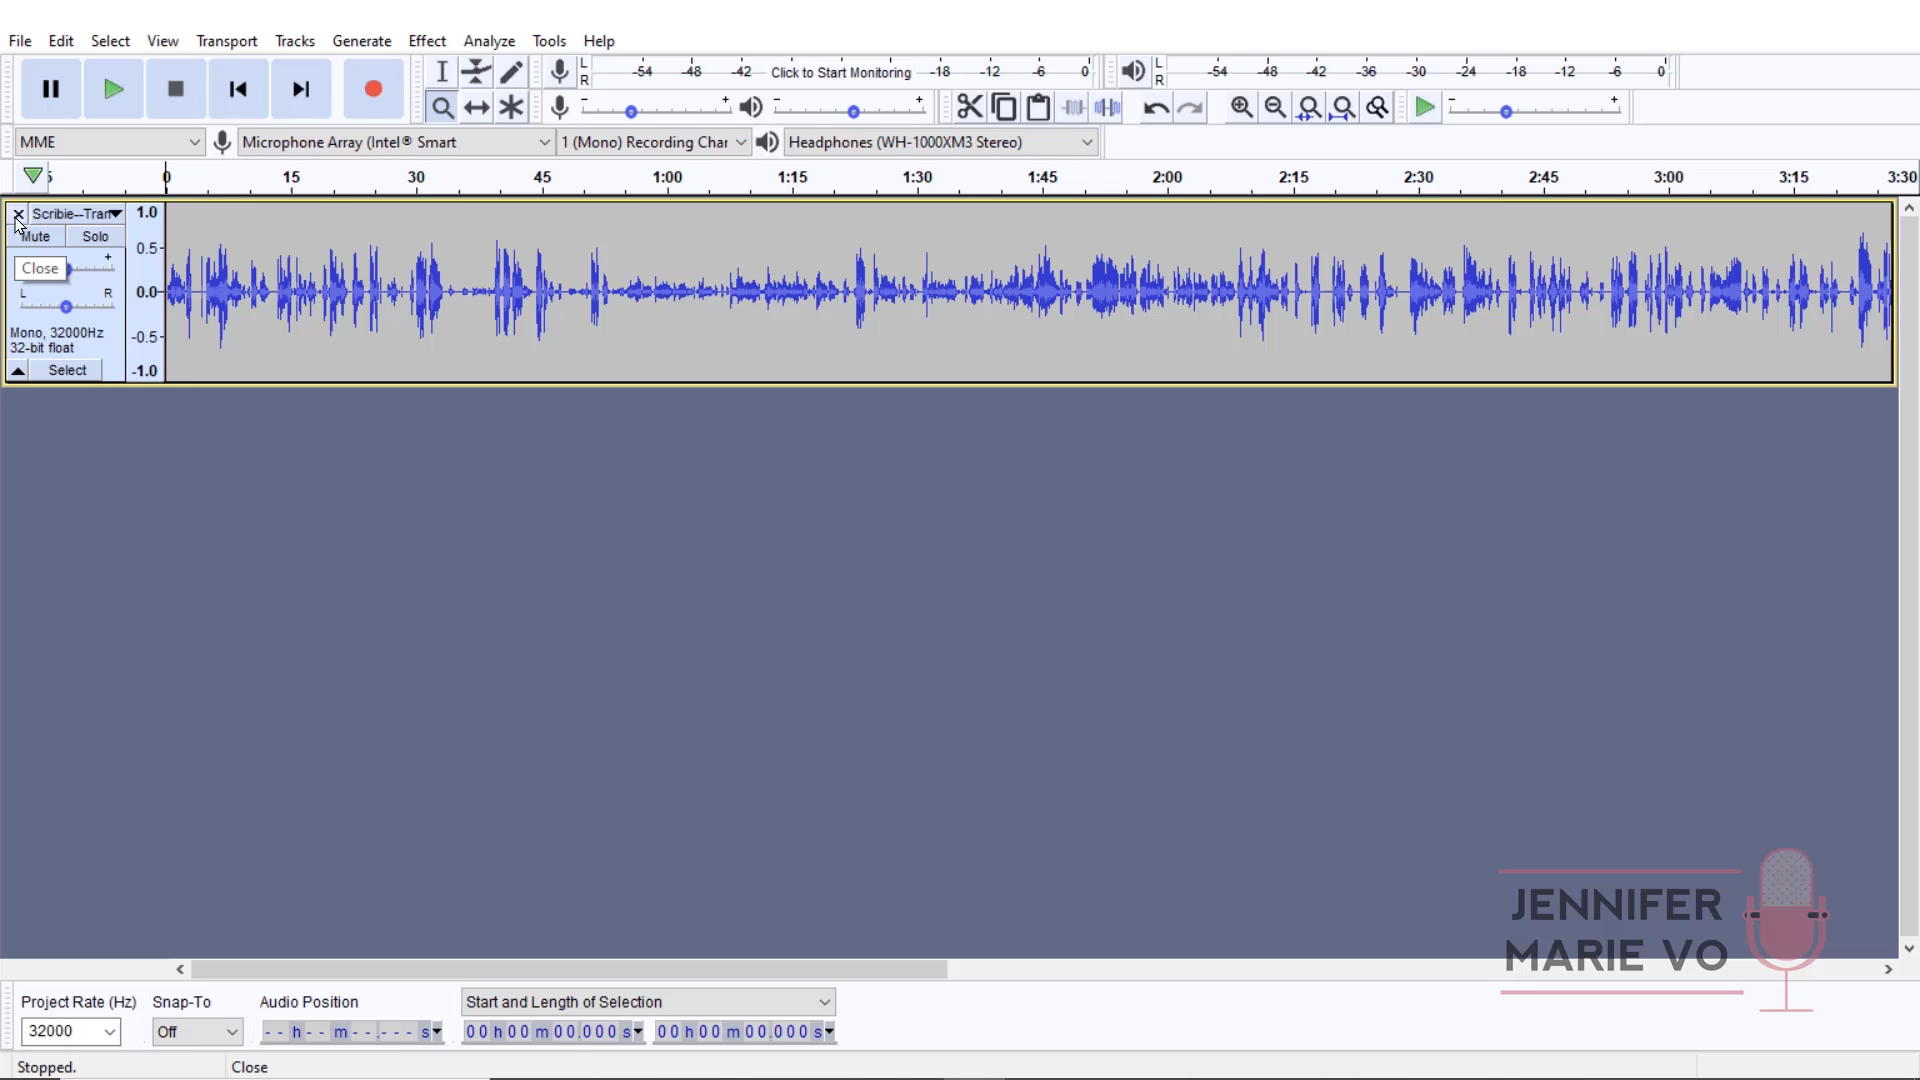 File Edit Select View Transport Tracks Generate Effect Analyze Tools Help
L R -54 -48 -42 Click to Start Monitoring -18 -12 -6 0 L R -54 -48 -42 -36 -30 -24 -18 -12 -6 0
- + - + - +
MME Microphone Array (Intel® Smart 1 (Mono) Recording Char Headphones (WH-1000XM3 Stereo)
0 15 30 45 1:00 1:15 1:30 1:45 2:00 2:15 2:30 2:45 3:00 3:15 3:30
Scribie--Tran 1.0
Mute Solo 0.5
+
Close
L R 0.0
Mono, 32000Hz -0.5
32-bit float
Select -1.0
JENNIFER
MARIE VO
Project Rate (Hz) Snap-To Audio Position Start and Length of Selection
32000 Off -- h -- m --.--- s 00 h 00 m 00.000 s 00 h 00 m 00.000 s
Stopped. Close